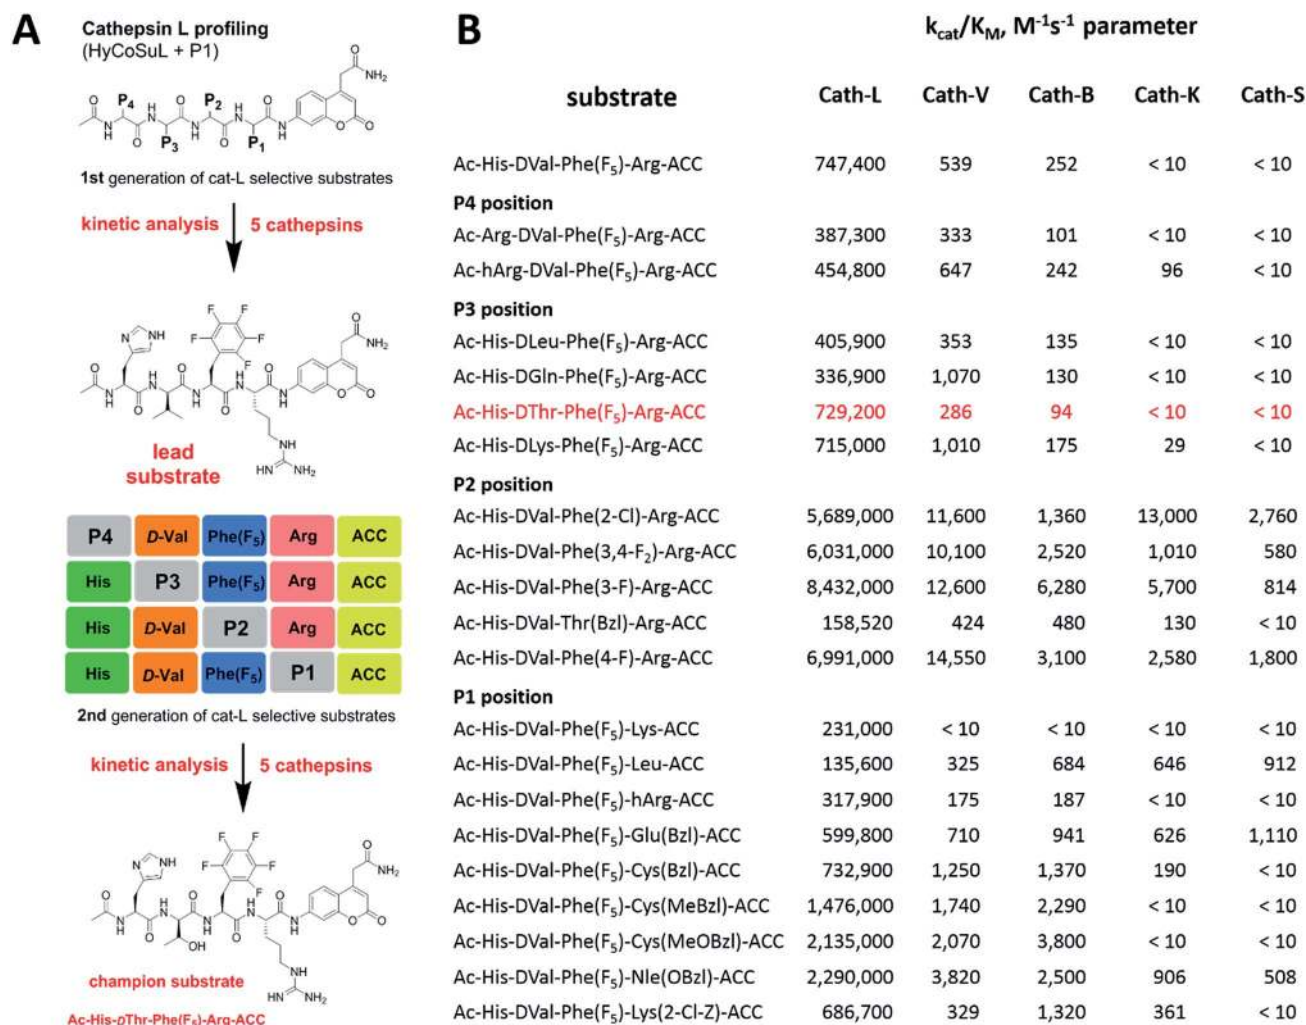 A
Cathepsin L profiling
(HyCoSuL + P1)
O
NH₂
P₄
P₂
O
H
N
O
H
N
O
N
H
O
N
H
O
N
H
O
O
P₃
P₁
1st generation of cat-L selective substrates
kinetic analysis
5 cathepsins
F
F
F
F
F
N
NH
O
NH₂
O
N
H
H
N
O
O
N
H
H
N
O
O
N
H
O
O
NH
HN
NH₂
lead
substrate
P4 D-Val Phe(F₅) Arg ACC
His P3 Phe(F₅) Arg ACC
His D-Val P2 Arg ACC
His D-Val Phe(F₅) P1 ACC
2nd generation of cat-L selective substrates
kinetic analysis
5 cathepsins
F
F
F
F
F
N
NH
O
NH₂
O
N
H
H
N
O
O
N
H
H
N
O
O
N
H
O
O
OH
NH
HN
NH₂
champion substrate
Ac-His-DThr-Phe(F₅)-Arg-ACC
B
k_cat/K_M, M⁻¹s⁻¹ parameter
substrate Cath-L Cath-V Cath-B Cath-K Cath-S
Ac-His-DVal-Phe(F₅)-Arg-ACC 747,400 539 252 < 10 < 10
P4 position
Ac-Arg-DVal-Phe(F₅)-Arg-ACC 387,300 333 101 < 10 < 10
Ac-hArg-DVal-Phe(F₅)-Arg-ACC 454,800 647 242 96 < 10
P3 position
Ac-His-DLeu-Phe(F₅)-Arg-ACC 405,900 353 135 < 10 < 10
Ac-His-DGln-Phe(F₅)-Arg-ACC 336,900 1,070 130 < 10 < 10
Ac-His-DThr-Phe(F₅)-Arg-ACC 729,200 286 94 < 10 < 10
Ac-His-DLys-Phe(F₅)-Arg-ACC 715,000 1,010 175 29 < 10
P2 position
Ac-His-DVal-Phe(2-Cl)-Arg-ACC 5,689,000 11,600 1,360 13,000 2,760
Ac-His-DVal-Phe(3,4-F₂)-Arg-ACC 6,031,000 10,100 2,520 1,010 580
Ac-His-DVal-Phe(3-F)-Arg-ACC 8,432,000 12,600 6,280 5,700 814
Ac-His-DVal-Thr(Bzl)-Arg-ACC 158,520 424 480 130 < 10
Ac-His-DVal-Phe(4-F)-Arg-ACC 6,991,000 14,550 3,100 2,580 1,800
P1 position
Ac-His-DVal-Phe(F₅)-Lys-ACC 231,000 < 10 < 10 < 10 < 10
Ac-His-DVal-Phe(F₅)-Leu-ACC 135,600 325 684 646 912
Ac-His-DVal-Phe(F₅)-hArg-ACC 317,900 175 187 < 10 < 10
Ac-His-DVal-Phe(F₅)-Glu(Bzl)-ACC 599,800 710 941 626 1,110
Ac-His-DVal-Phe(F₅)-Cys(Bzl)-ACC 732,900 1,250 1,370 190 < 10
Ac-His-DVal-Phe(F₅)-Cys(MeBzl)-ACC 1,476,000 1,740 2,290 < 10 < 10
Ac-His-DVal-Phe(F₅)-Cys(MeOBzl)-ACC 2,135,000 2,070 3,800 < 10 < 10
Ac-His-DVal-Phe(F₅)-Nle(OBzl)-ACC 2,290,000 3,820 2,500 906 508
Ac-His-DVal-Phe(F₅)-Lys(2-Cl-Z)-ACC 686,700 329 1,320 361 < 10